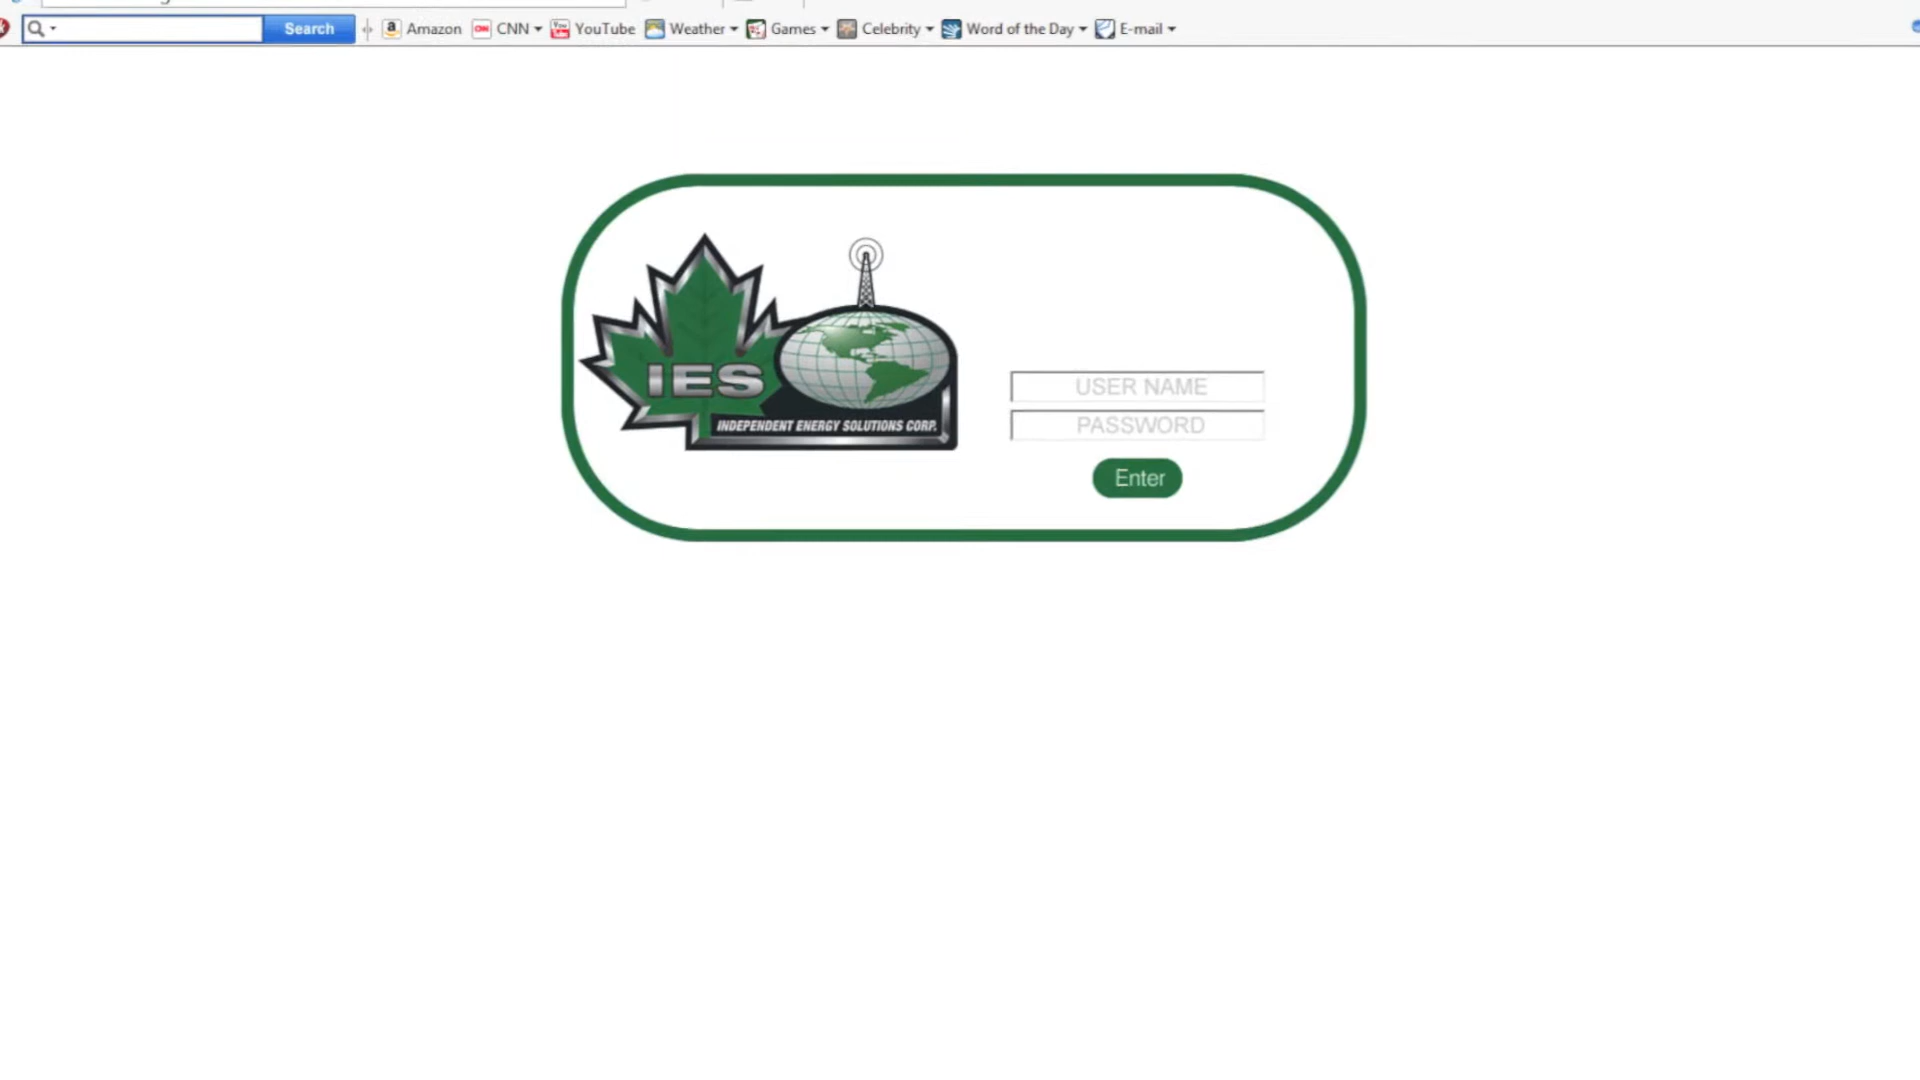 Search Amazon CNN YouTube Weather Games Celebrity Word of the Day E-mail
IES
INDEPENDENT ENERGY SOLUTIONS CORP.
USER NAME
PASSWORD
Enter